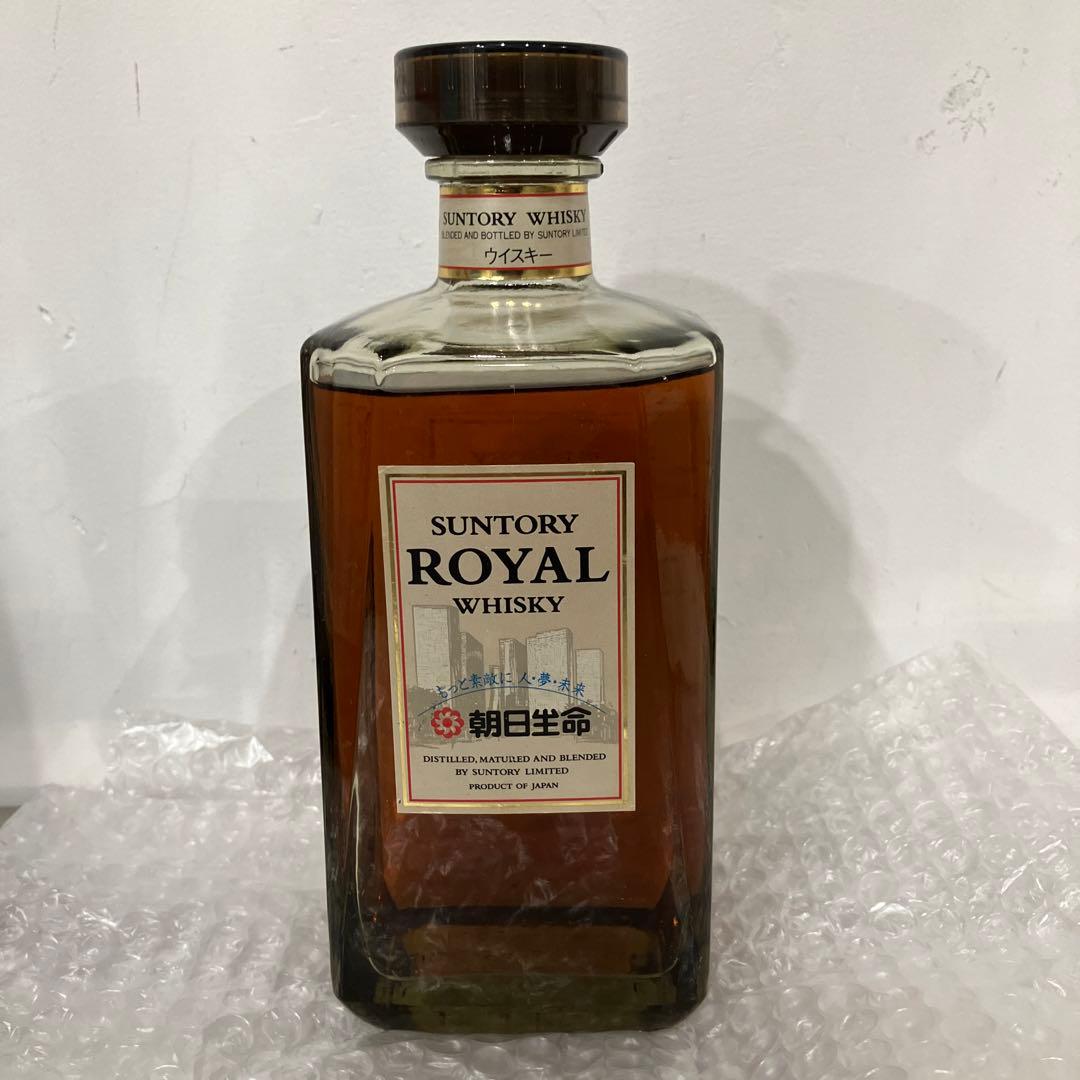 SUNTORY WHISKY
BLENDED AND BOTTLED BY SUNTORY LIMITED
ウイスキー
SUNTORY
ROYAL
WHISKY
もっと素敵に 人・夢・未来
朝日生命
DISTILLED, MATURED AND BLENDED
BY SUNTORY LIMITED
PRODUCT OF JAPAN